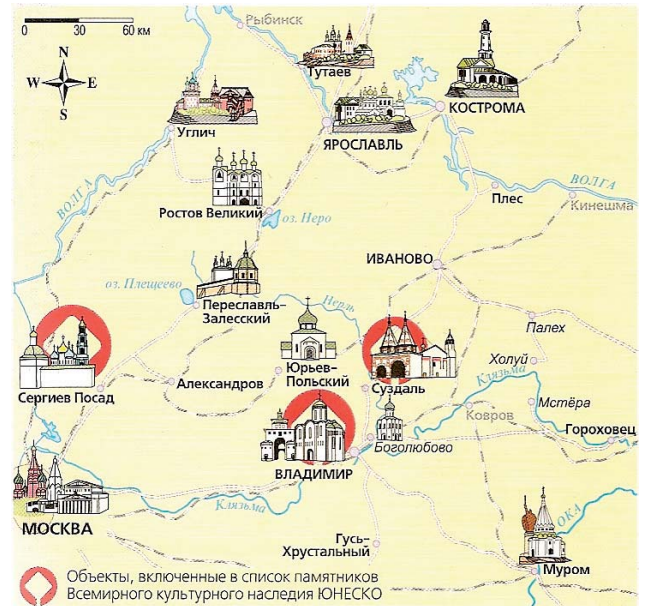 0 30 60 км
Рыбинск
N
W E
S
Тутаев
КОСТРОМА
Углич
ЯРОСЛАВЛЬ
ВОЛГА
Плес
ВОЛГА
Кинешма
Ростов Великий
оз. Неро
ИВАНОВО
оз. Плещеево
Переславль-
Залесский
Нерль
Палех
Холуй
Юрьев-
Польский
Суздаль
Клязьма
Сергиев Посад
Александров
Мстёра
Ковров
Гороховец
Боголюбово
ВЛАДИМИР
Клязьма
МОСКВА
ОКА
Гусь-
Хрустальный
Муром
Объекты, включенные в список памятников
Всемирного культурного наследия ЮНЕСКО